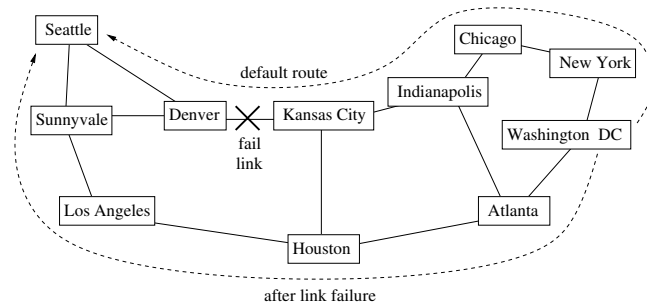 Chicago
Seattle
New York
default route
Indianapolis
Sunnyvale
Denver
Kansas City
Washington DC
fail
link
Los Angeles
Atlanta
Houston
after link failure